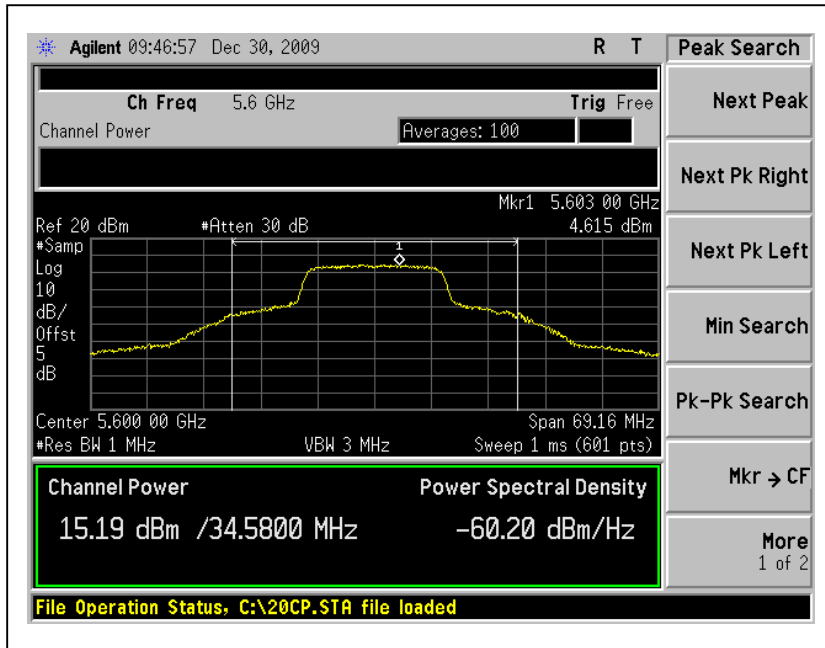 Agilent 09:46:57 Dec 30, 2009 R T
Peak Search
Ch Freq 5.6 GHz Trig Free
Channel Power Averages: 100
Mkr1 5.603 00 GHz
Ref 20 dBm #Atten 30 dB 4.615 dBm
#Samp
Log
10
dB/
Offst
5
dB
1
Center 5.600 00 GHz Span 69.16 MHz
#Res BW 1 MHz VBW 3 MHz Sweep 1 ms (601 pts)
Channel Power Power Spectral Density
15.19 dBm /34.5800 MHz -60.20 dBm/Hz
File Operation Status, C:\20CP.STA file loaded
Next Peak
Next Pk Right
Next Pk Left
Min Search
Pk-Pk Search
Mkr → CF
More
1 of 2